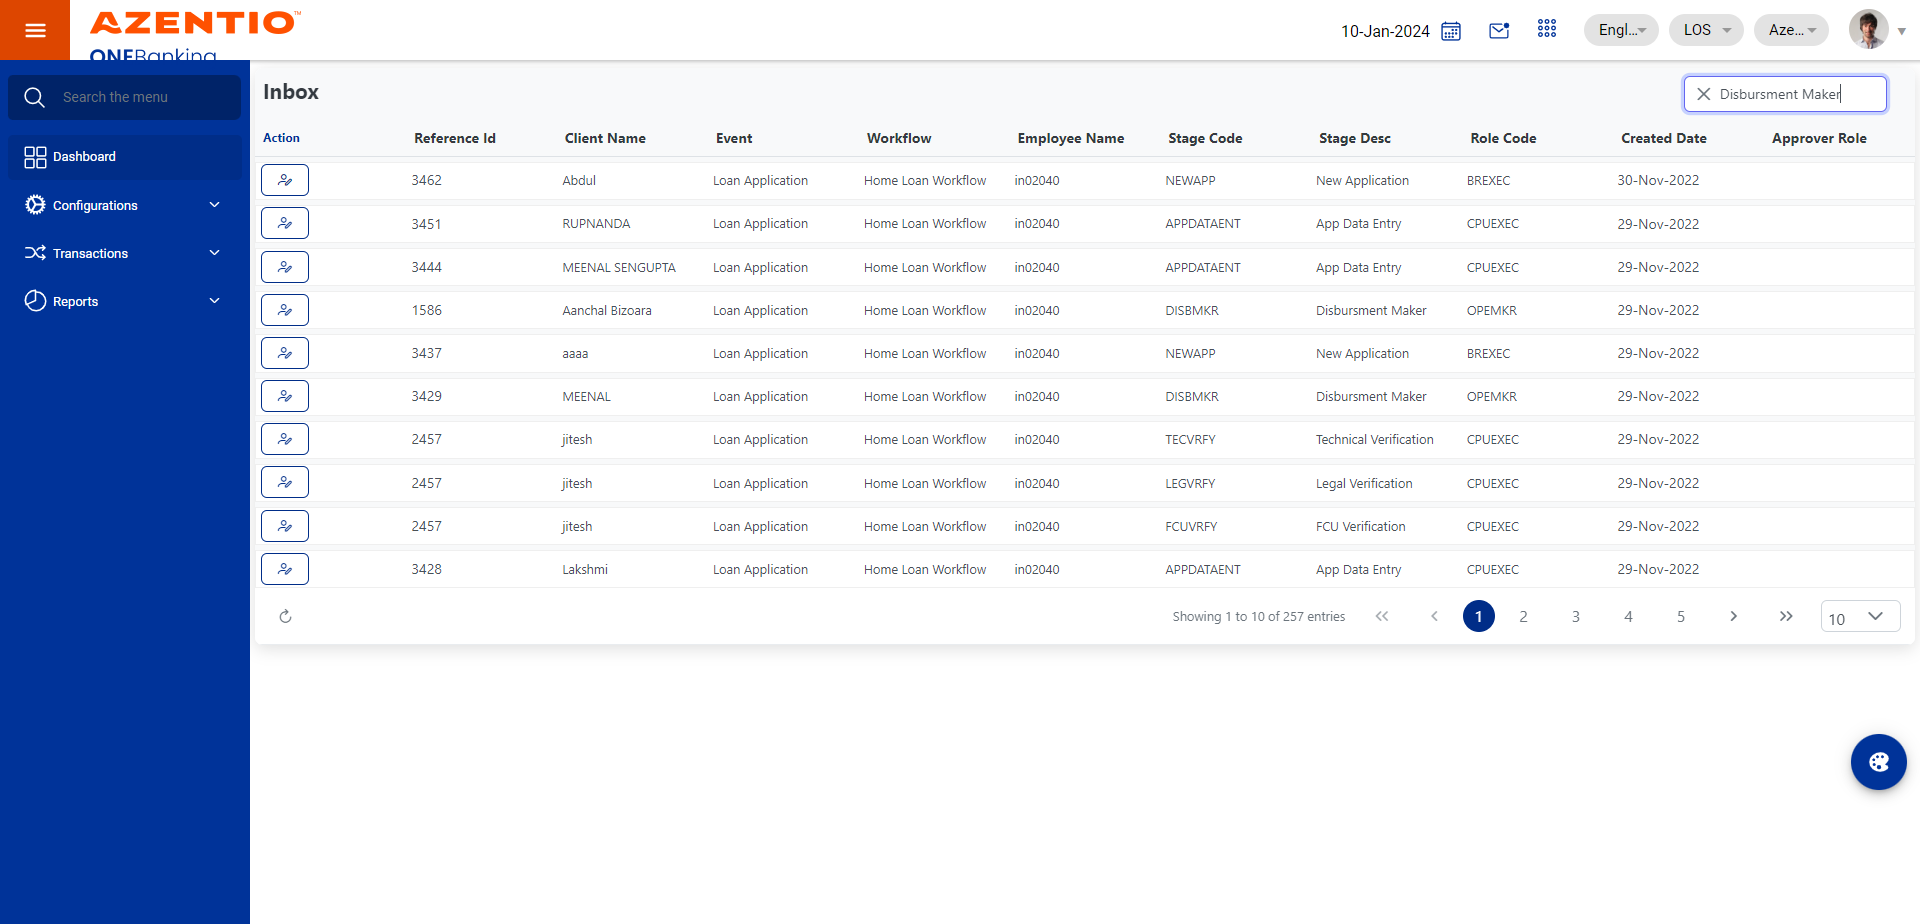 AZENTIO™
ONEBanking
10-Jan-2024
Engl...
LOS
Aze...
Search the menu
Dashboard
Configurations
Transactions
Reports
Inbox
Disbursment Maker
Action Reference Id Client Name Event Workflow Employee Name Stage Code Stage Desc Role Code Created Date Approver Role
3462 Abdul Loan Application Home Loan Workflow in02040 NEWAPP New Application BREXEC 30-Nov-2022
3451 RUPNANDA Loan Application Home Loan Workflow in02040 APPDATAENT App Data Entry CPUEXEC 29-Nov-2022
3444 MEENAL SENGUPTA Loan Application Home Loan Workflow in02040 APPDATAENT App Data Entry CPUEXEC 29-Nov-2022
1586 Aanchal Bizoara Loan Application Home Loan Workflow in02040 DISBMKR Disbursment Maker OPEMKR 29-Nov-2022
3437 aaaa Loan Application Home Loan Workflow in02040 NEWAPP New Application BREXEC 29-Nov-2022
3429 MEENAL Loan Application Home Loan Workflow in02040 DISBMKR Disbursment Maker OPEMKR 29-Nov-2022
2457 jitesh Loan Application Home Loan Workflow in02040 TECVRFY Technical Verification CPUEXEC 29-Nov-2022
2457 jitesh Loan Application Home Loan Workflow in02040 LEGVRFY Legal Verification CPUEXEC 29-Nov-2022
2457 jitesh Loan Application Home Loan Workflow in02040 FCUVRFY FCU Verification CPUEXEC 29-Nov-2022
3428 Lakshmi Loan Application Home Loan Workflow in02040 APPDATAENT App Data Entry CPUEXEC 29-Nov-2022
Showing 1 to 10 of 257 entries 1 2 3 4 5 10